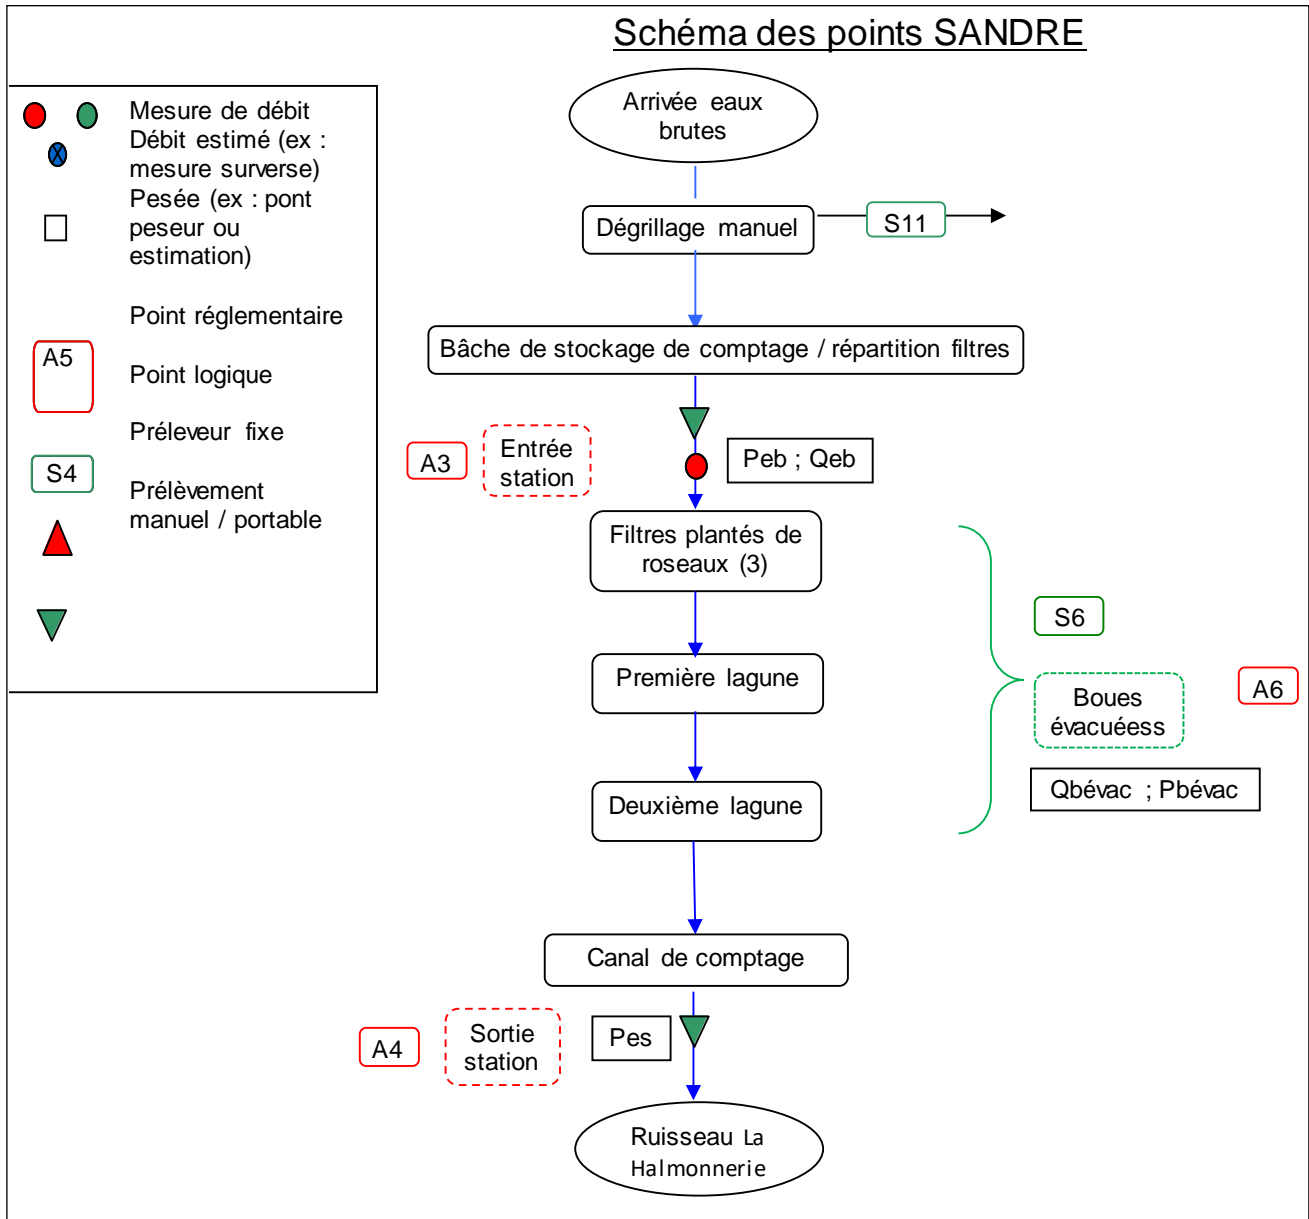 Schéma des points SANDRE
Mesure de débit
Débit estimé (ex :
mesure surverse)
Pesée (ex : pont
peseur ou
estimation)
Point réglementaire
A5
Point logique
Préleveur fixe
S4
Prélèvement
manuel / portable
X
Arrivée eaux
brutes
Dégrillage manuel
S11
Bâche de stockage de comptage / répartition filtres
A3
Entrée
station
Peb ; Qeb
Filtres plantés de
roseaux (3)
S6
Première lagune
Boues
évacuéess
A6
Qbévac ; Pbévac
Deuxième lagune
Canal de comptage
A4
Sortie
station
Pes
Ruisseau La
Halmonnerie